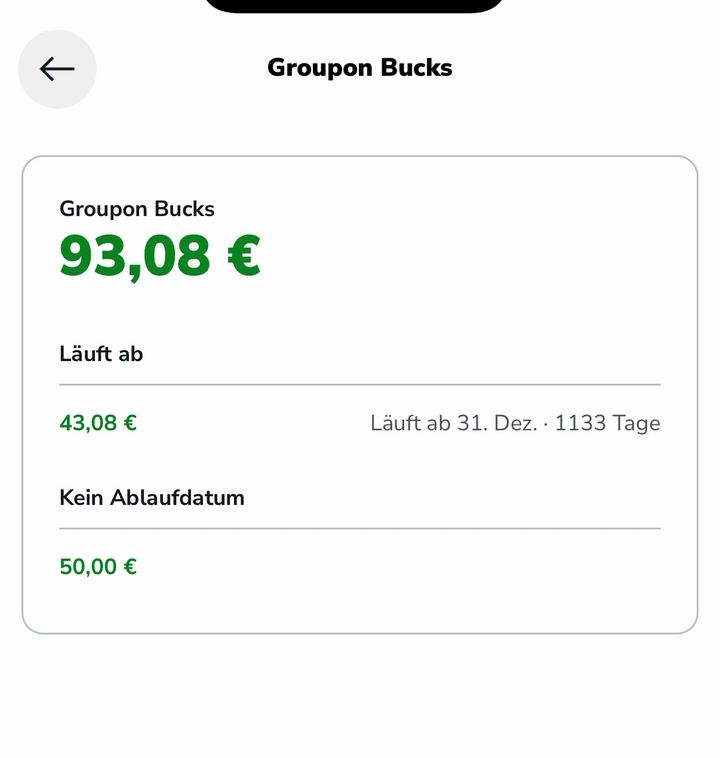 Groupon Bucks
Groupon Bucks
93,08 €
Läuft ab
43,08 € Läuft ab 31. Dez. · 1133 Tage
Kein Ablaufdatum
50,00 €